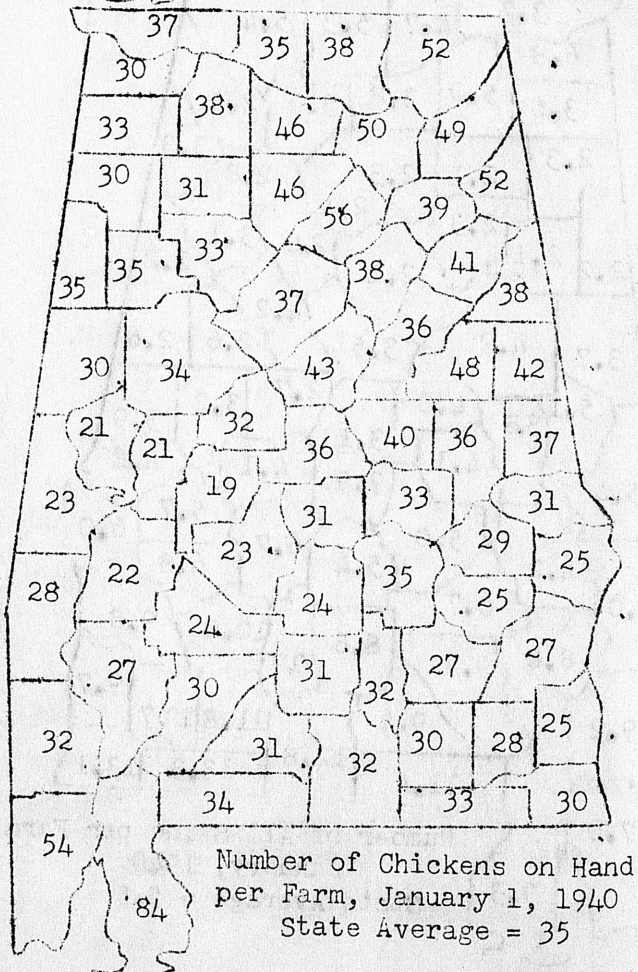 37 35 38 52
30
38 46 50 49
33
30 31 46 56 39 52
33 38 41
35 35 37 38
36
30 34 43 48 42
21 21 32 36 40 36 37
23 19 31 33 31
23 29 25
28 22 24 35 25
24
27 30 31 32 27 27
32 31 32 30 28 25
34 33 30
54
84
Number of Chickens on Hand
per Farm, January 1, 1940
State Average = 35